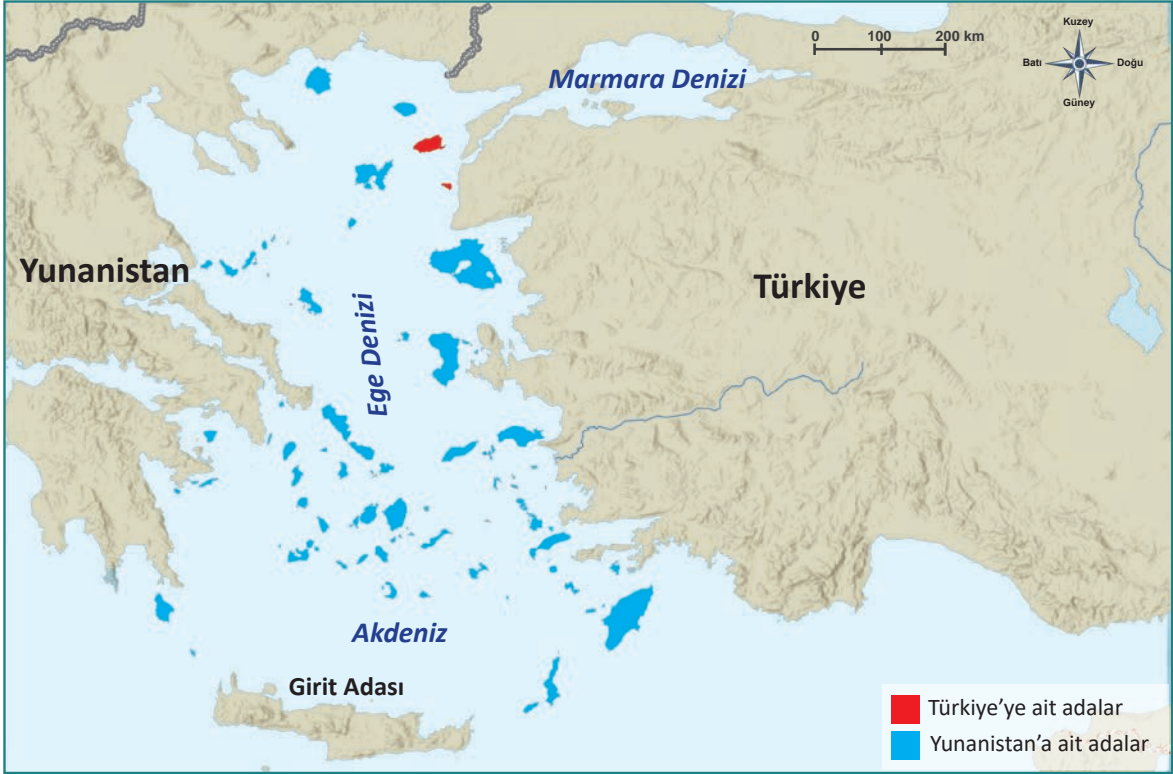 Kuzey
Batı
Doğu
Güney
0
100
200 km
Marmara Denizi
Yunanistan
Türkiye
Ege Denizi
Akdeniz
Girit Adası
Türkiye’ye ait adalar
Yunanistan’a ait adalar